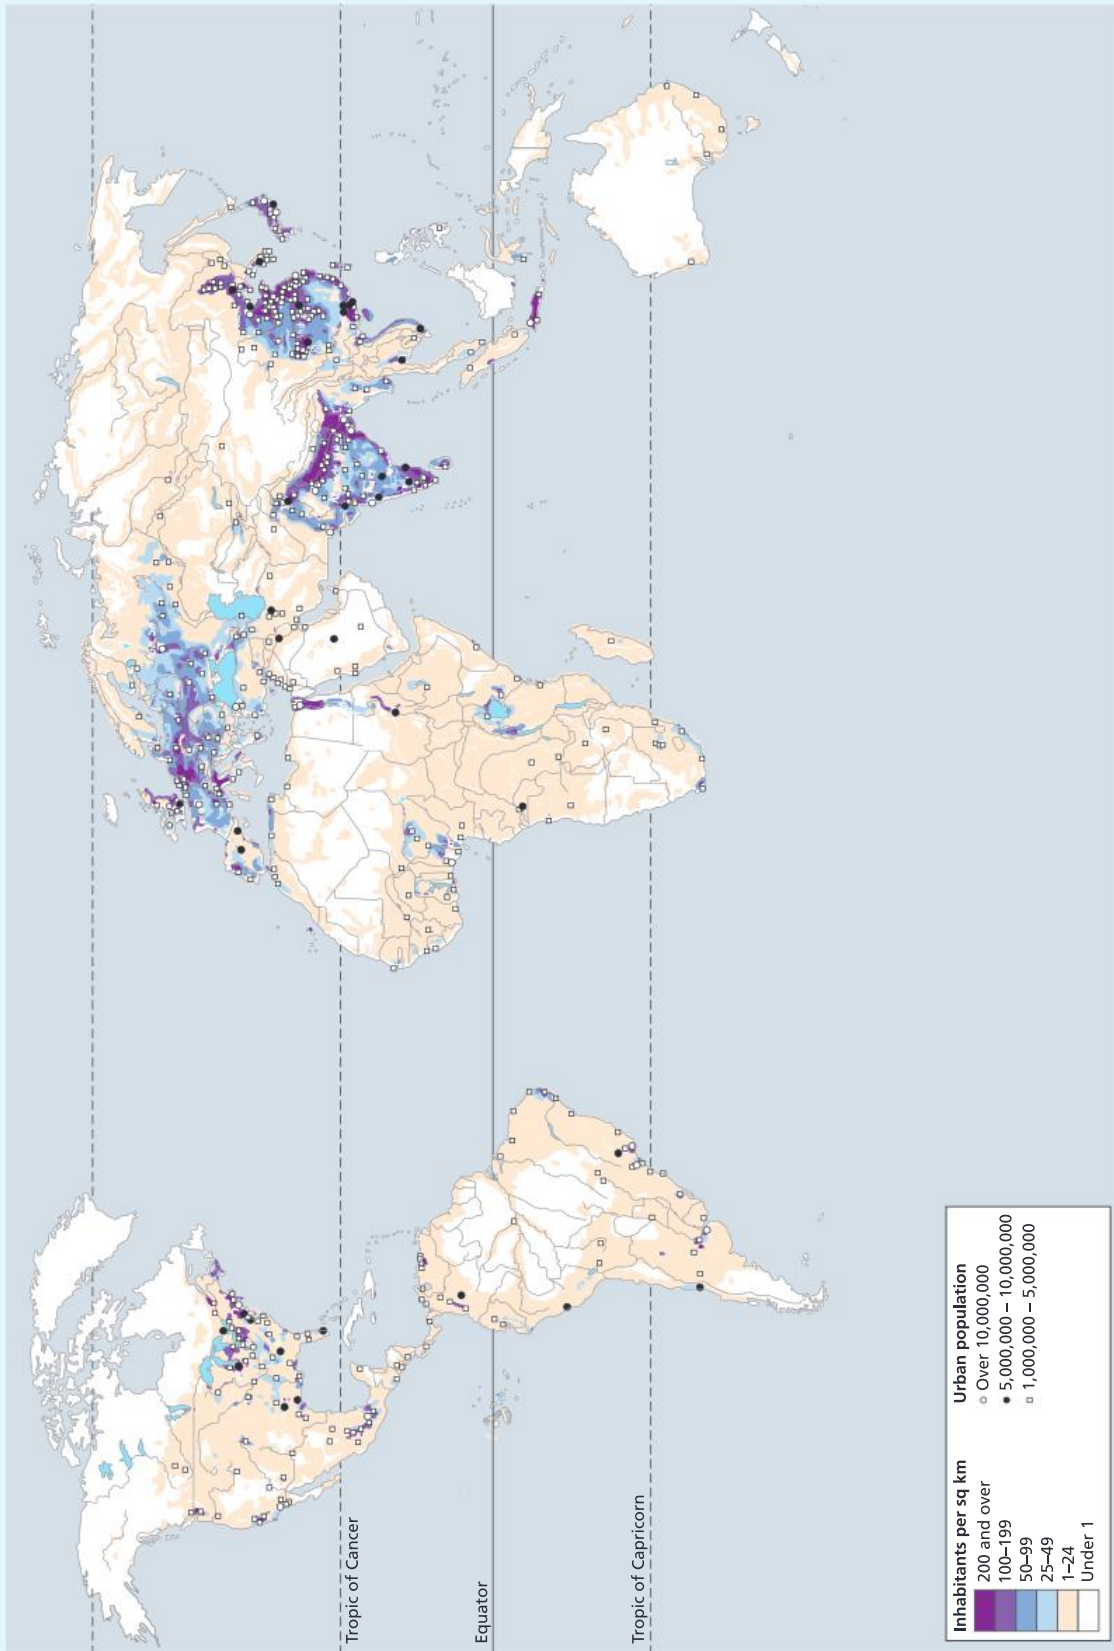 Tropic of Cancer
Equator
Tropic of Capricorn
Inhabitants per sq km
200 and over
100–199
50–99
25–49
1–24
Under 1
Urban population
Over 10,000,000
5,000,000 – 10,000,000
1,000,000 – 5,000,000